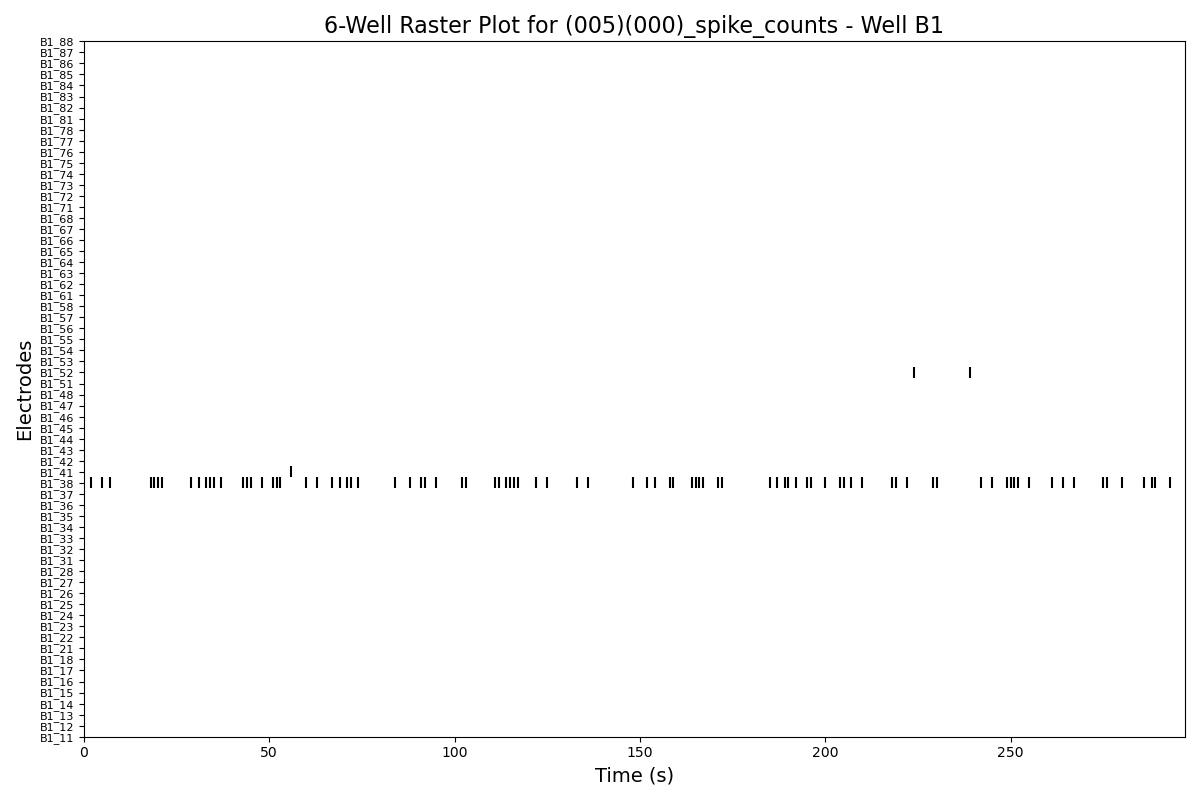 6-Well Raster Plot for (005)(000)_spike_counts - Well B1
B1_88
B1_87
B1_86
B1_85
B1_84
B1_83
B1_82
B1_81
B1_78
B1_77
B1_76
B1_75
B1_74
B1_73
B1_72
B1_71
B1_68
B1_67
B1_66
B1_65
B1_64
B1_63
B1_62
B1_61
B1_58
B1_57
B1_56
B1_55
B1_54
B1_53
B1_52
B1_51
B1_48
B1_47
B1_46
B1_45
B1_44
B1_43
B1_42
B1_41
B1_38
B1_37
B1_36
B1_35
B1_34
B1_33
B1_32
B1_31
B1_28
B1_27
B1_26
B1_25
B1_24
B1_23
B1_22
B1_21
B1_18
B1_17
B1_16
B1_15
B1_14
B1_13
B1_12
B1_11
Electrodes
0 50 100 150 200 250
Time (s)